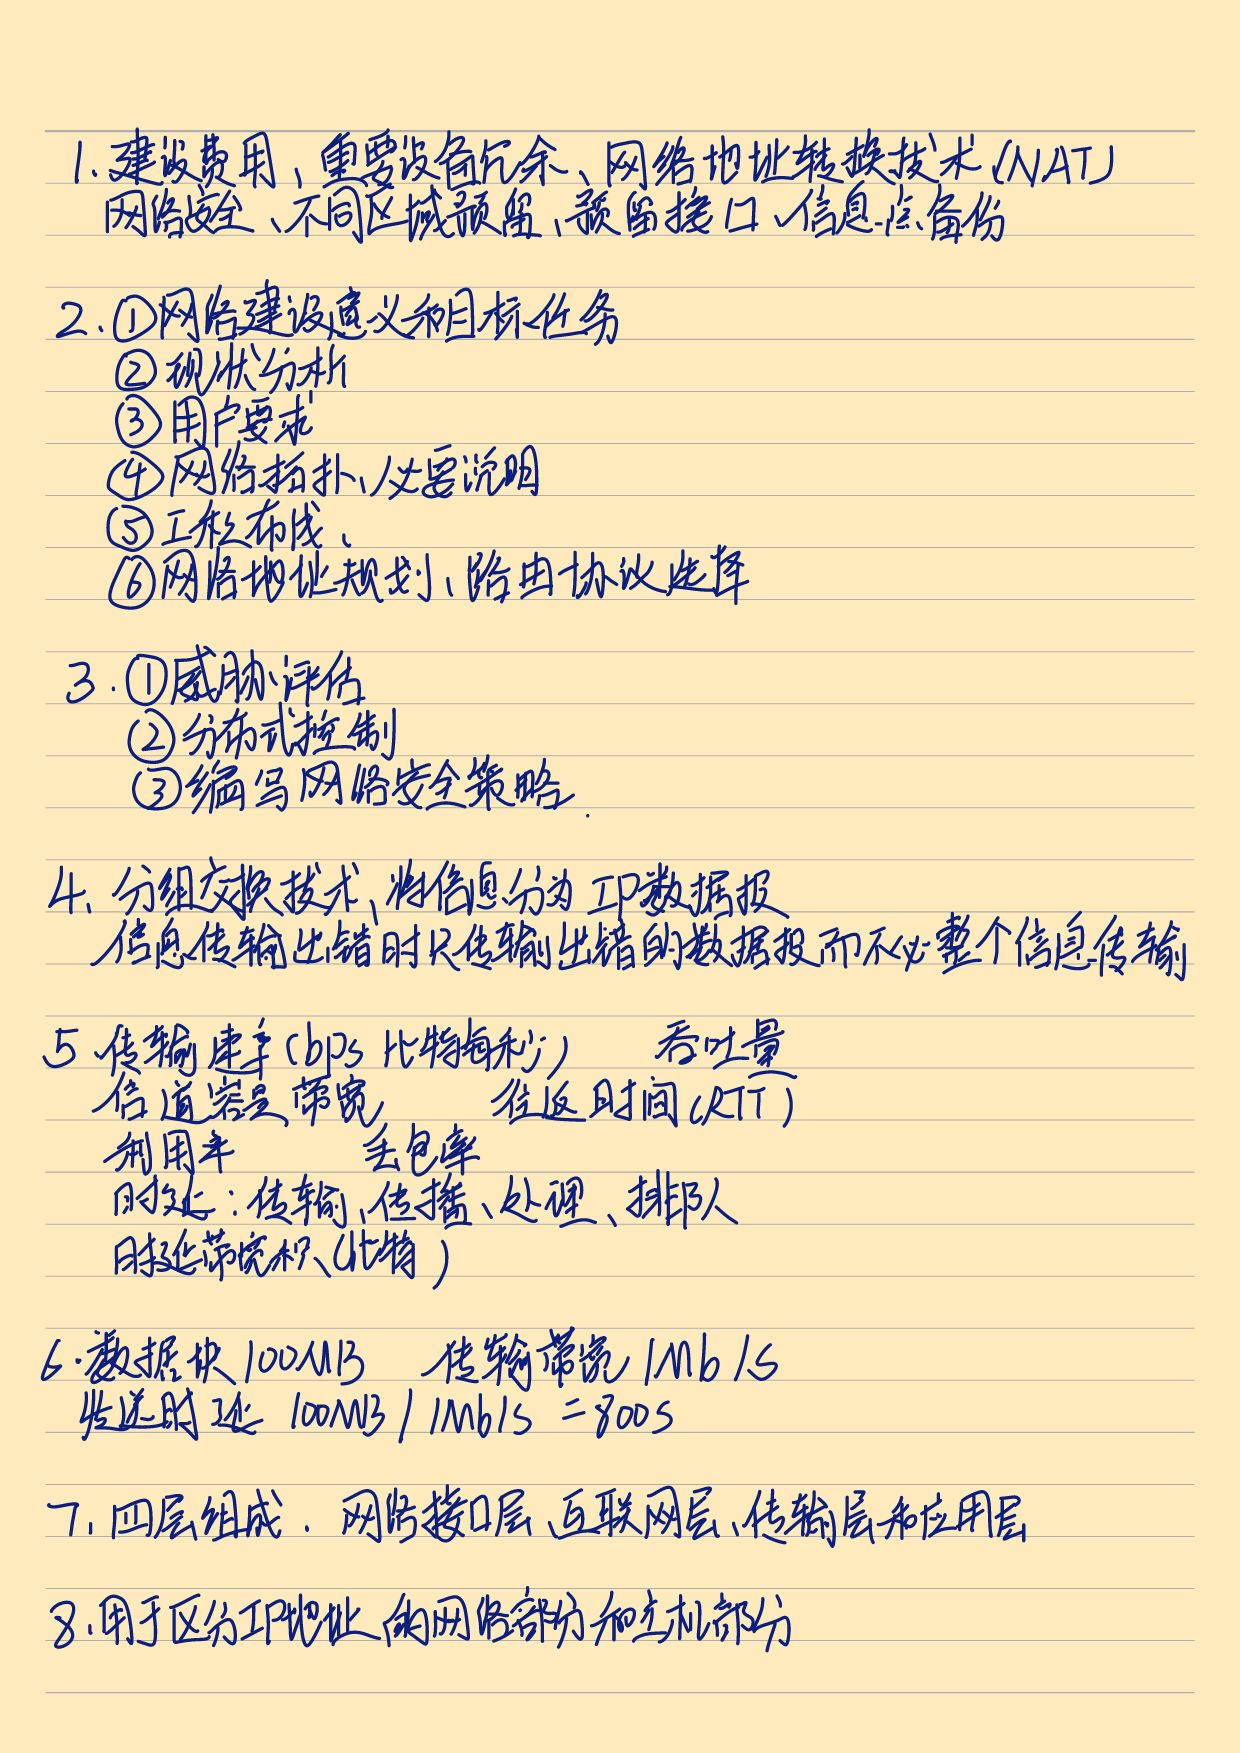 1. 建设费用、重要设备冗余、网络地址转换技术(NAT)
网络安全、不同区域预留、预留接口、信息点备份
2. ①网络建设意义和目标任务
②现状分析
③用户要求
④网络拓扑、必要说明
⑤工程布线、
⑥网络地址规划、路由协议选择
3. ①威胁评估
②分布式控制
③编写网络安全策略.
4. 分组交换技术、将信息分为IP数据报
信息传输出错时只传输出错的数据报而不必整个信息传输
5. 传输速率(bps 比特每秒) 吞吐量
信道容量 带宽 往返时间(RTT)
利用率 丢包率
时延:传输、传播、处理、排队
时延带宽积(比特)
6. 数据块100MB 传输带宽1Mb/s
发送时延 100MB/1Mb/s = 800s
7. 四层组成. 网络接口层、互联网层、传输层和应用层
8. 用于区分IP地址的网络部分和主机部分